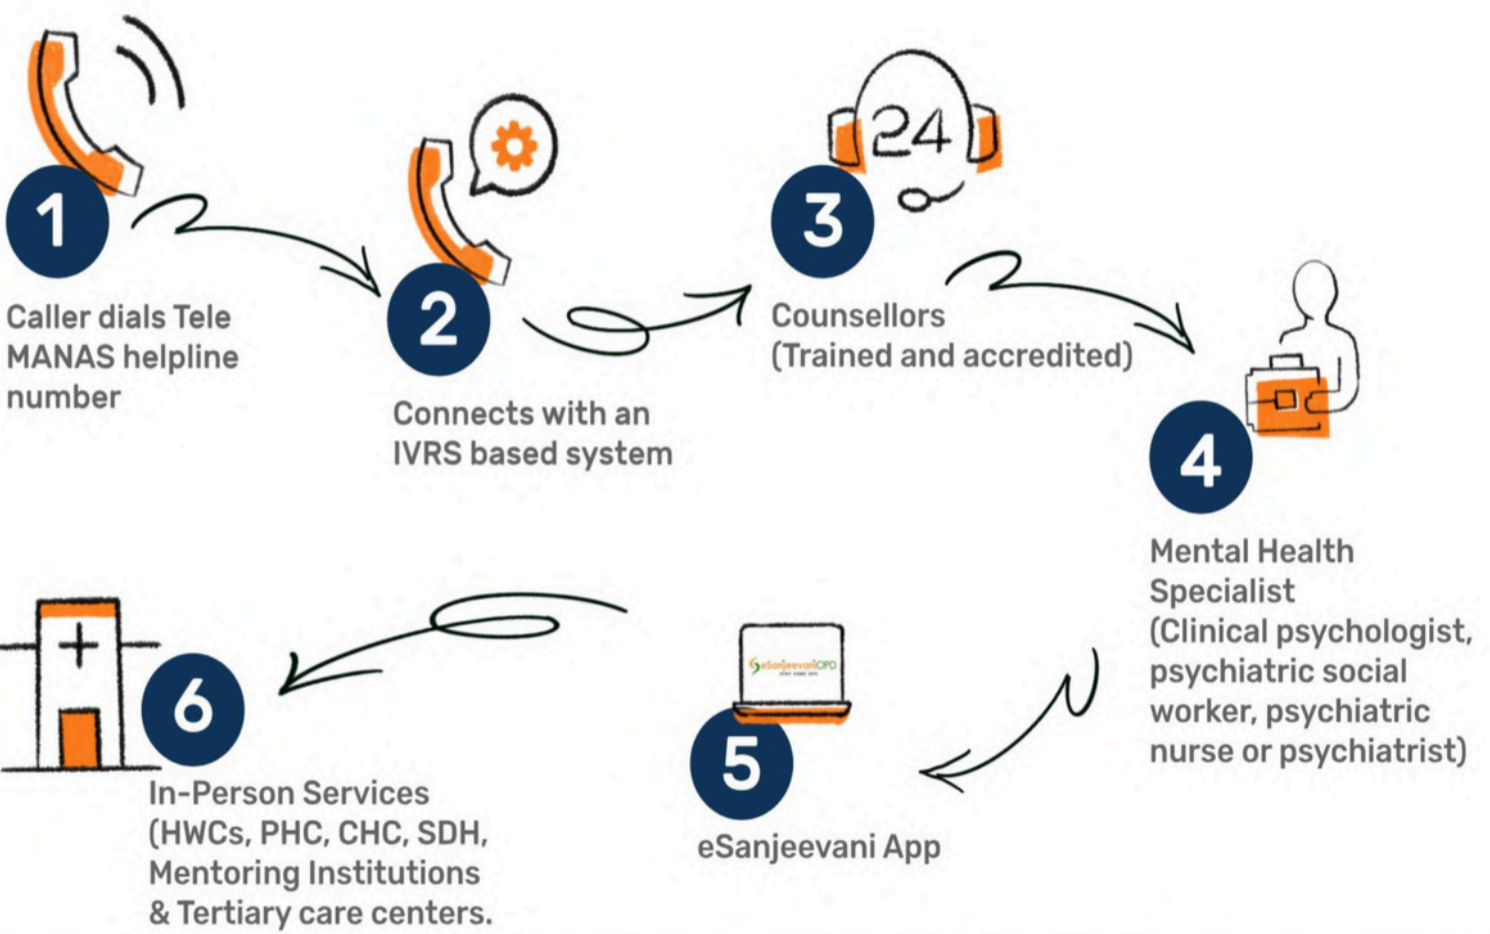 1
Caller dials Tele
MANAS helpline
number
2
Connects with an
IVRS based system
24
3
Counsellors
(Trained and accredited)
4
Mental Health
Specialist
(Clinical psychologist,
psychiatric social
worker, psychiatric
nurse or psychiatrist)
eSanjeevaniOPD
5
eSanjeevani App
6
In-Person Services
(HWCs, PHC, CHC, SDH,
Mentoring Institutions
& Tertiary care centers.